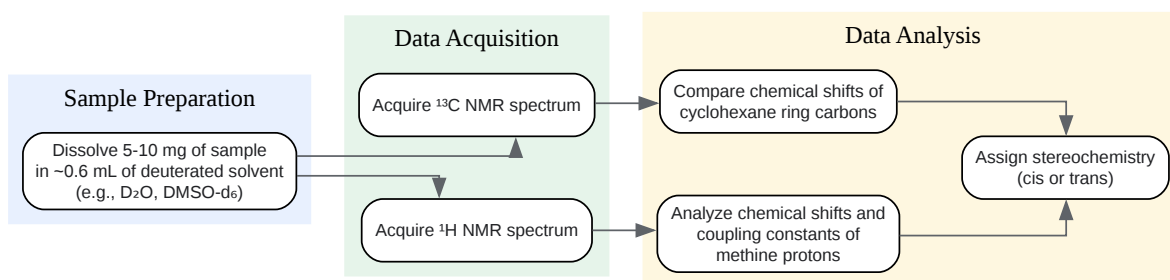 Sample Preparation
Dissolve 5-10 mg of sample
in ~0.6 mL of deuterated solvent
(e.g., D₂O, DMSO-d₆)
Data Acquisition
Acquire ¹³C NMR spectrum
Acquire ¹H NMR spectrum
Data Analysis
Compare chemical shifts of
cyclohexane ring carbons
Analyze chemical shifts and
coupling constants of
methine protons
Assign stereochemistry
(cis or trans)